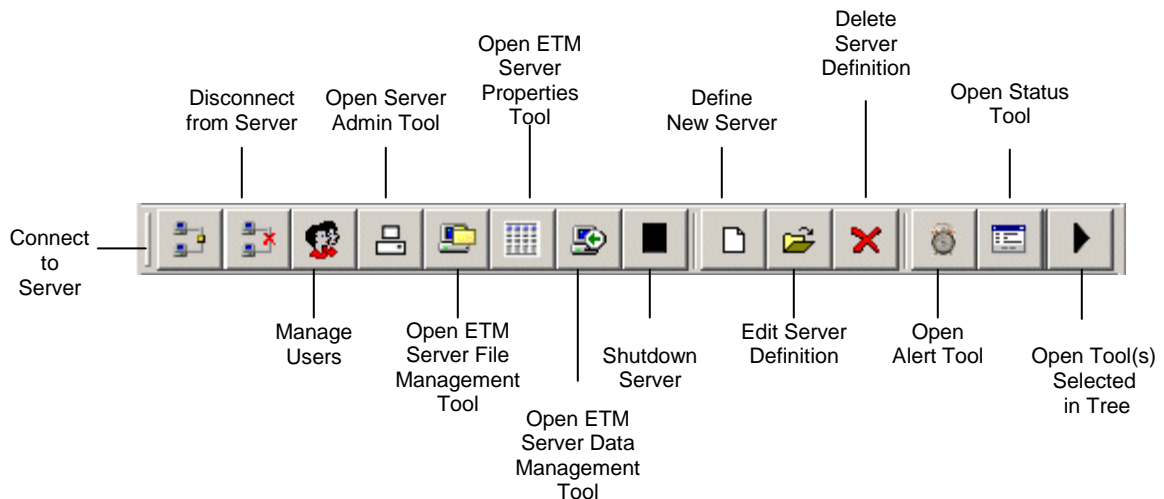 Delete
Server
Definition
Open ETM
Server
Properties
Tool
Disconnect
from Server
Open Server
Admin Tool
Define
New Server
Open Status
Tool
Connect
to
Server
Manage
Users
Open ETM
Server File
Management
Tool
Open ETM
Server Data
Management
Tool
Shutdown
Server
Edit Server
Definition
Open
Alert Tool
Open Tool(s)
Selected
in Tree